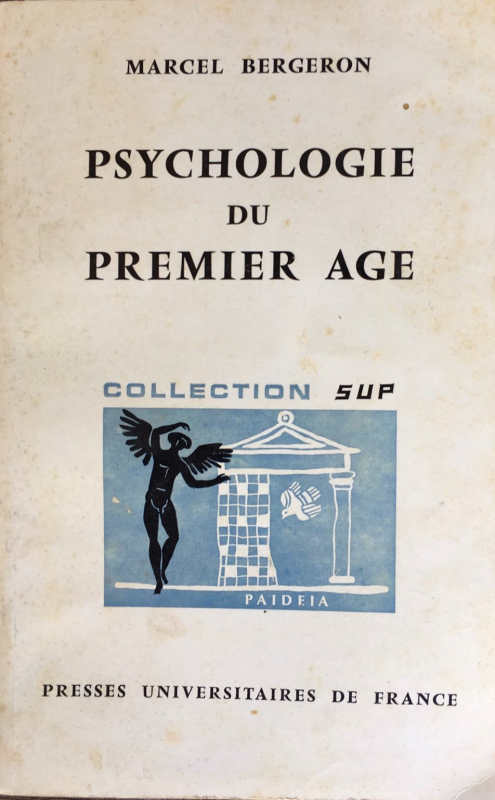 MARCEL BERGERON
PSYCHOLOGIE
DU
PREMIER AGE
COLLECTION SUP
PAIDEIA
PRESSES UNIVERSITAIRES DE FRANCE